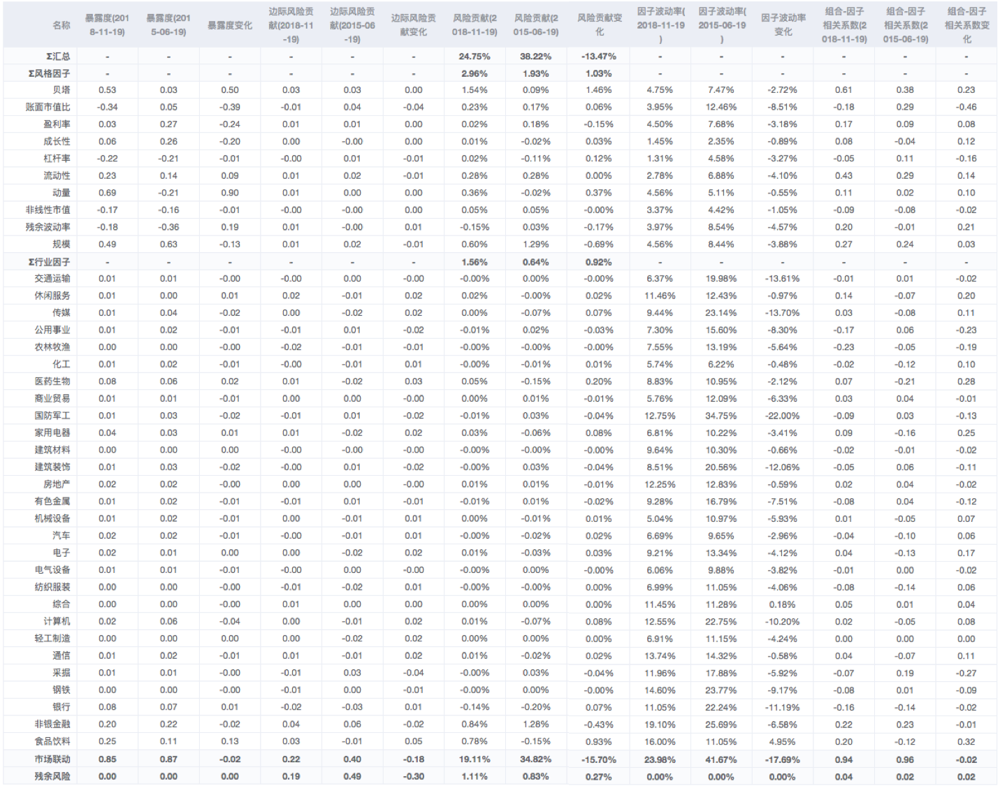 名称 暴露度(2018-11-19) 暴露度(2015-06-19) 暴露度变化 边际风险贡献(2018-11-19) 边际风险贡献(2015-06-19) 边际风险贡献变化 风险贡献(2018-11-19) 风险贡献(2015-06-19) 风险贡献变化 因子波动率(2018-11-19) 因子波动率(2015-06-19) 因子波动率变化 组合-因子相关系数(2018-11-19) 组合-因子相关系数(2015-06-19) 组合-因子相关系数变化
Σ汇总 - - - - - - 24.75% 38.22% -13.47% - - - - - -
Σ风格因子 - - - - - - 2.96% 1.93% 1.03% - - - - - -
贝塔 0.53 0.03 0.50 0.03 0.03 0.00 1.54% 0.09% 1.46% 4.75% 7.47% -2.72% 0.61 0.38 0.23
账面市值比 -0.34 0.05 -0.39 -0.01 0.04 -0.04 0.23% 0.17% 0.06% 3.95% 12.46% -8.51% -0.18 0.29 -0.46
盈利率 0.03 0.27 -0.24 0.01 0.01 0.00 0.02% 0.18% -0.15% 4.50% 7.68% -3.18% 0.17 0.09 0.08
成长性 0.06 0.26 -0.20 0.00 -0.00 0.00 0.01% -0.02% 0.03% 1.45% 2.35% -0.89% 0.08 -0.04 0.12
杠杆率 -0.22 -0.21 -0.01 -0.00 0.01 -0.01 0.02% -0.11% 0.12% 1.31% 4.58% -3.27% -0.05 0.11 -0.16
流动性 0.23 0.14 0.09 0.01 0.02 -0.01 0.28% 0.28% 0.00% 2.78% 6.88% -4.10% 0.43 0.29 0.14
动量 0.69 -0.21 0.90 0.01 0.00 0.00 0.36% -0.02% 0.37% 4.56% 5.11% -0.55% 0.11 0.02 0.10
非线性市值 -0.17 -0.16 -0.01 -0.00 -0.00 0.00 0.05% 0.05% -0.00% 3.37% 4.42% -1.05% -0.09 -0.08 -0.02
残余波动率 -0.18 -0.36 0.19 0.01 -0.00 0.01 -0.15% 0.03% -0.17% 3.97% 8.54% -4.57% 0.20 -0.01 0.21
规模 0.49 0.63 -0.13 0.01 0.02 -0.01 0.60% 1.29% -0.69% 4.56% 8.44% -3.88% 0.27 0.24 0.03
Σ行业因子 - - - - - - 1.56% 0.64% 0.92% - - - - - -
交通运输 0.01 0.01 -0.00 -0.00 0.00 -0.00 -0.00% 0.00% -0.00% 6.37% 19.98% -13.61% -0.01 0.01 -0.02
休闲服务 0.01 0.00 0.01 0.02 -0.01 0.02 0.02% -0.00% 0.02% 11.46% 12.43% -0.97% 0.14 -0.07 0.20
传媒 0.01 0.04 -0.02 0.00 -0.02 0.02 0.00% -0.07% 0.07% 9.44% 23.14% -13.70% 0.03 -0.08 0.11
公用事业 0.01 0.02 -0.01 -0.01 0.01 -0.02 -0.01% 0.02% -0.03% 7.30% 15.60% -8.30% -0.17 0.06 -0.23
农林牧渔 0.00 0.00 -0.00 -0.02 -0.01 -0.01 -0.00% -0.00% -0.00% 7.55% 13.19% -5.64% -0.23 -0.05 -0.19
化工 0.01 0.02 -0.01 -0.00 -0.01 0.01 -0.00% -0.01% 0.01% 5.74% 6.22% -0.48% -0.02 -0.12 0.10
医药生物 0.08 0.06 0.02 0.01 -0.02 0.03 0.05% -0.15% 0.20% 8.83% 10.95% -2.12% 0.07 -0.21 0.28
商业贸易 0.01 0.01 -0.01 0.00 0.00 -0.00 0.00% 0.01% -0.01% 5.76% 12.09% -6.33% 0.03 0.04 -0.01
国防军工 0.01 0.03 -0.02 -0.01 0.01 -0.02 -0.01% 0.03% -0.04% 12.75% 34.75% -22.00% -0.09 0.03 -0.13
家用电器 0.04 0.03 0.01 0.01 -0.02 0.02 0.03% -0.06% 0.08% 6.81% 10.22% -3.41% 0.09 -0.16 0.25
建筑材料 0.00 0.00 0.00 -0.00 -0.00 0.00 -0.00% -0.00% -0.00% 9.64% 10.30% -0.66% -0.02 -0.01 -0.02
建筑装饰 0.01 0.03 -0.02 -0.00 0.01 -0.02 -0.00% 0.03% -0.04% 8.51% 20.56% -12.06% -0.05 0.06 -0.11
房地产 0.02 0.02 -0.00 0.00 0.00 -0.00 0.01% 0.01% -0.01% 12.25% 12.83% -0.59% 0.02 0.04 -0.02
有色金属 0.01 0.02 -0.01 -0.01 0.01 -0.01 -0.01% 0.01% -0.02% 9.28% 16.79% -7.51% -0.08 0.04 -0.12
机械设备 0.01 0.02 -0.01 0.00 -0.01 0.01 0.00% -0.01% 0.01% 5.04% 10.97% -5.93% 0.01 -0.05 0.07
汽车 0.02 0.02 -0.01 -0.00 -0.01 0.01 -0.00% -0.02% 0.02% 6.69% 9.65% -2.96% -0.04 -0.10 0.06
电子 0.02 0.01 0.00 0.00 -0.02 0.02 0.01% -0.03% 0.03% 9.21% 13.34% -4.12% 0.04 -0.13 0.17
电气设备 0.01 0.01 -0.01 -0.00 0.00 -0.00 -0.00% 0.00% -0.00% 6.06% 9.88% -3.82% -0.01 0.00 -0.02
纺织服装 0.00 0.00 -0.00 -0.01 -0.02 0.01 -0.00% -0.00% 0.00% 6.99% 11.05% -4.06% -0.08 -0.14 0.06
综合 0.00 0.00 -0.00 0.01 0.00 0.00 0.00% 0.00% 0.00% 11.45% 11.28% 0.18% 0.05 0.01 0.04
计算机 0.02 0.06 -0.04 0.00 -0.01 0.02 0.01% -0.07% 0.08% 12.55% 22.75% -10.20% 0.02 -0.05 0.08
轻工制造 0.00 0.00 0.00 0.00 -0.02 0.02 0.00% 0.00% 0.00% 6.91% 11.15% -4.24% 0.00 0.00 0.00
通信 0.01 0.02 -0.01 0.01 -0.01 0.02 0.01% -0.02% 0.02% 13.74% 14.32% -0.58% 0.04 -0.07 0.11
采掘 0.01 0.01 -0.00 -0.01 0.03 -0.04 -0.00% 0.03% -0.04% 11.96% 17.88% -5.92% -0.07 0.19 -0.27
钢铁 0.00 0.00 -0.00 -0.01 0.00 -0.01 -0.00% 0.00% -0.00% 14.60% 23.77% -9.17% -0.08 0.01 -0.09
银行 0.08 0.07 0.01 -0.02 -0.03 0.01 -0.14% -0.20% 0.07% 11.05% 22.24% -11.19% -0.16 -0.14 -0.02
非银金融 0.20 0.22 -0.02 0.04 0.06 -0.02 0.84% 1.28% -0.43% 19.10% 25.69% -6.58% 0.22 0.23 -0.01
食品饮料 0.25 0.11 0.13 0.03 -0.01 0.05 0.78% -0.15% 0.93% 16.00% 11.05% 4.95% 0.20 -0.12 0.32
市场联动 0.85 0.87 -0.02 0.22 0.40 -0.18 19.11% 34.82% -15.70% 23.98% 41.67% -17.69% 0.94 0.96 -0.02
残余风险 0.00 0.00 0.00 0.19 0.49 -0.30 1.11% 0.83% 0.27% 0.00% 0.00% 0.00% 0.04 0.02 0.02